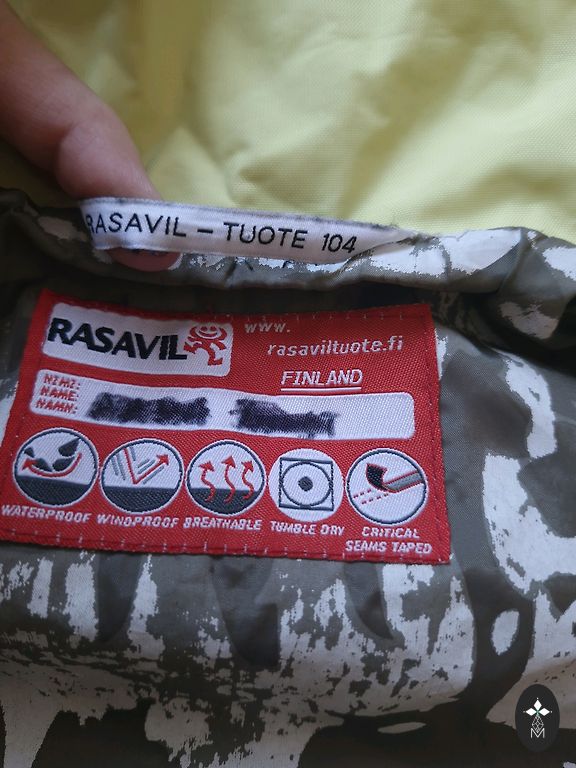 RASAVIL – TUOTE 104
RASAVIL
www.
rasaviltuote.fi
FINLAND
NIMI:
NAME:
NAMN:
WATERPROOF WINDPROOF BREATHABLE TUMBLE DRY CRITICAL
SEAMS TAPED